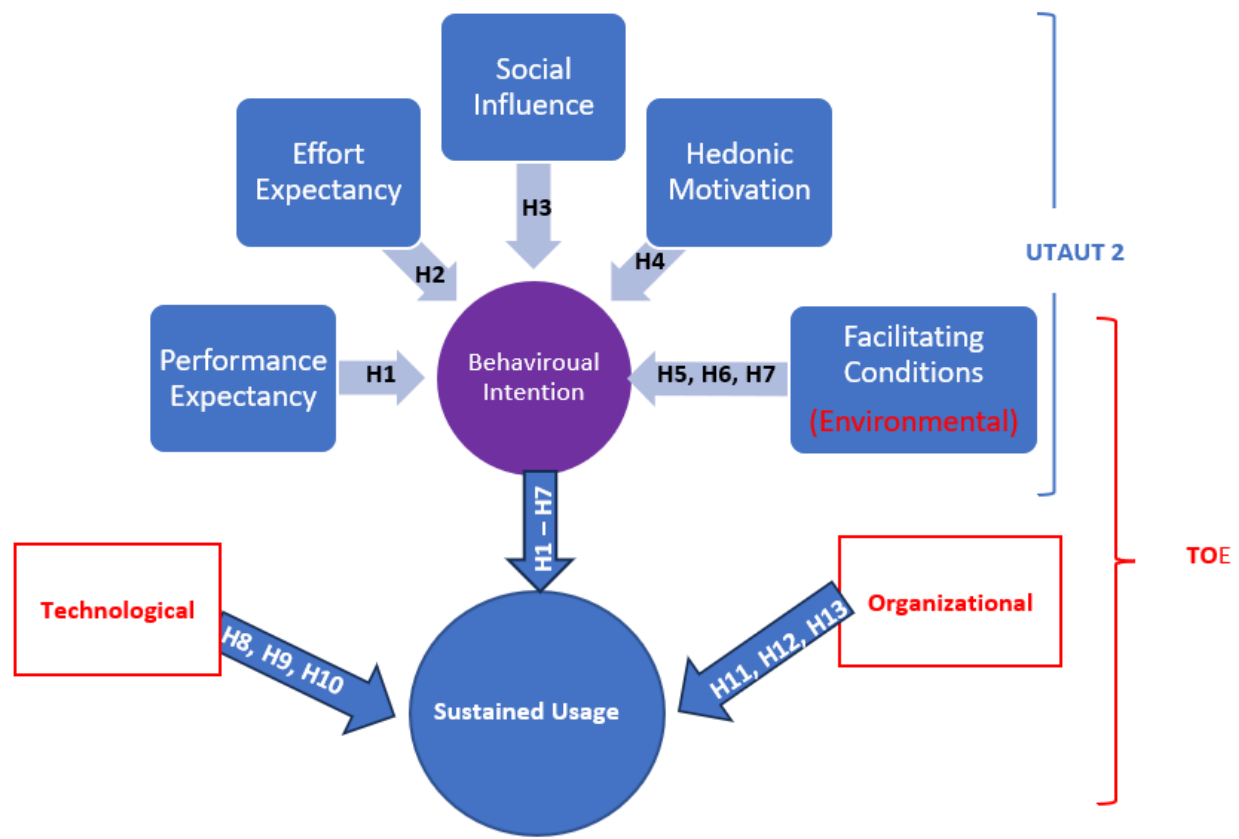 Social
Influence
Effort
Expectancy
Hedonic
Motivation
H3
UTAUT 2
H2
H4
Performance
Expectancy
H1
Behaviroual
Intention
H5, H6, H7
Facilitating
Conditions
(Environmental)
H1 – H7
Technological
Organizational
TOE
H8, H9, H10
H11, H12, H13
Sustained Usage